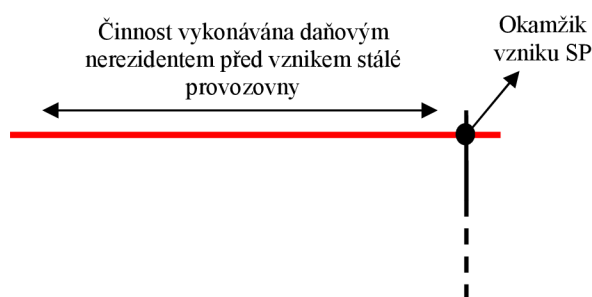 Činnost vykonávána daňovým
nerezidentem před vznikem stálé
provozovny
Okamžik
vzniku SP